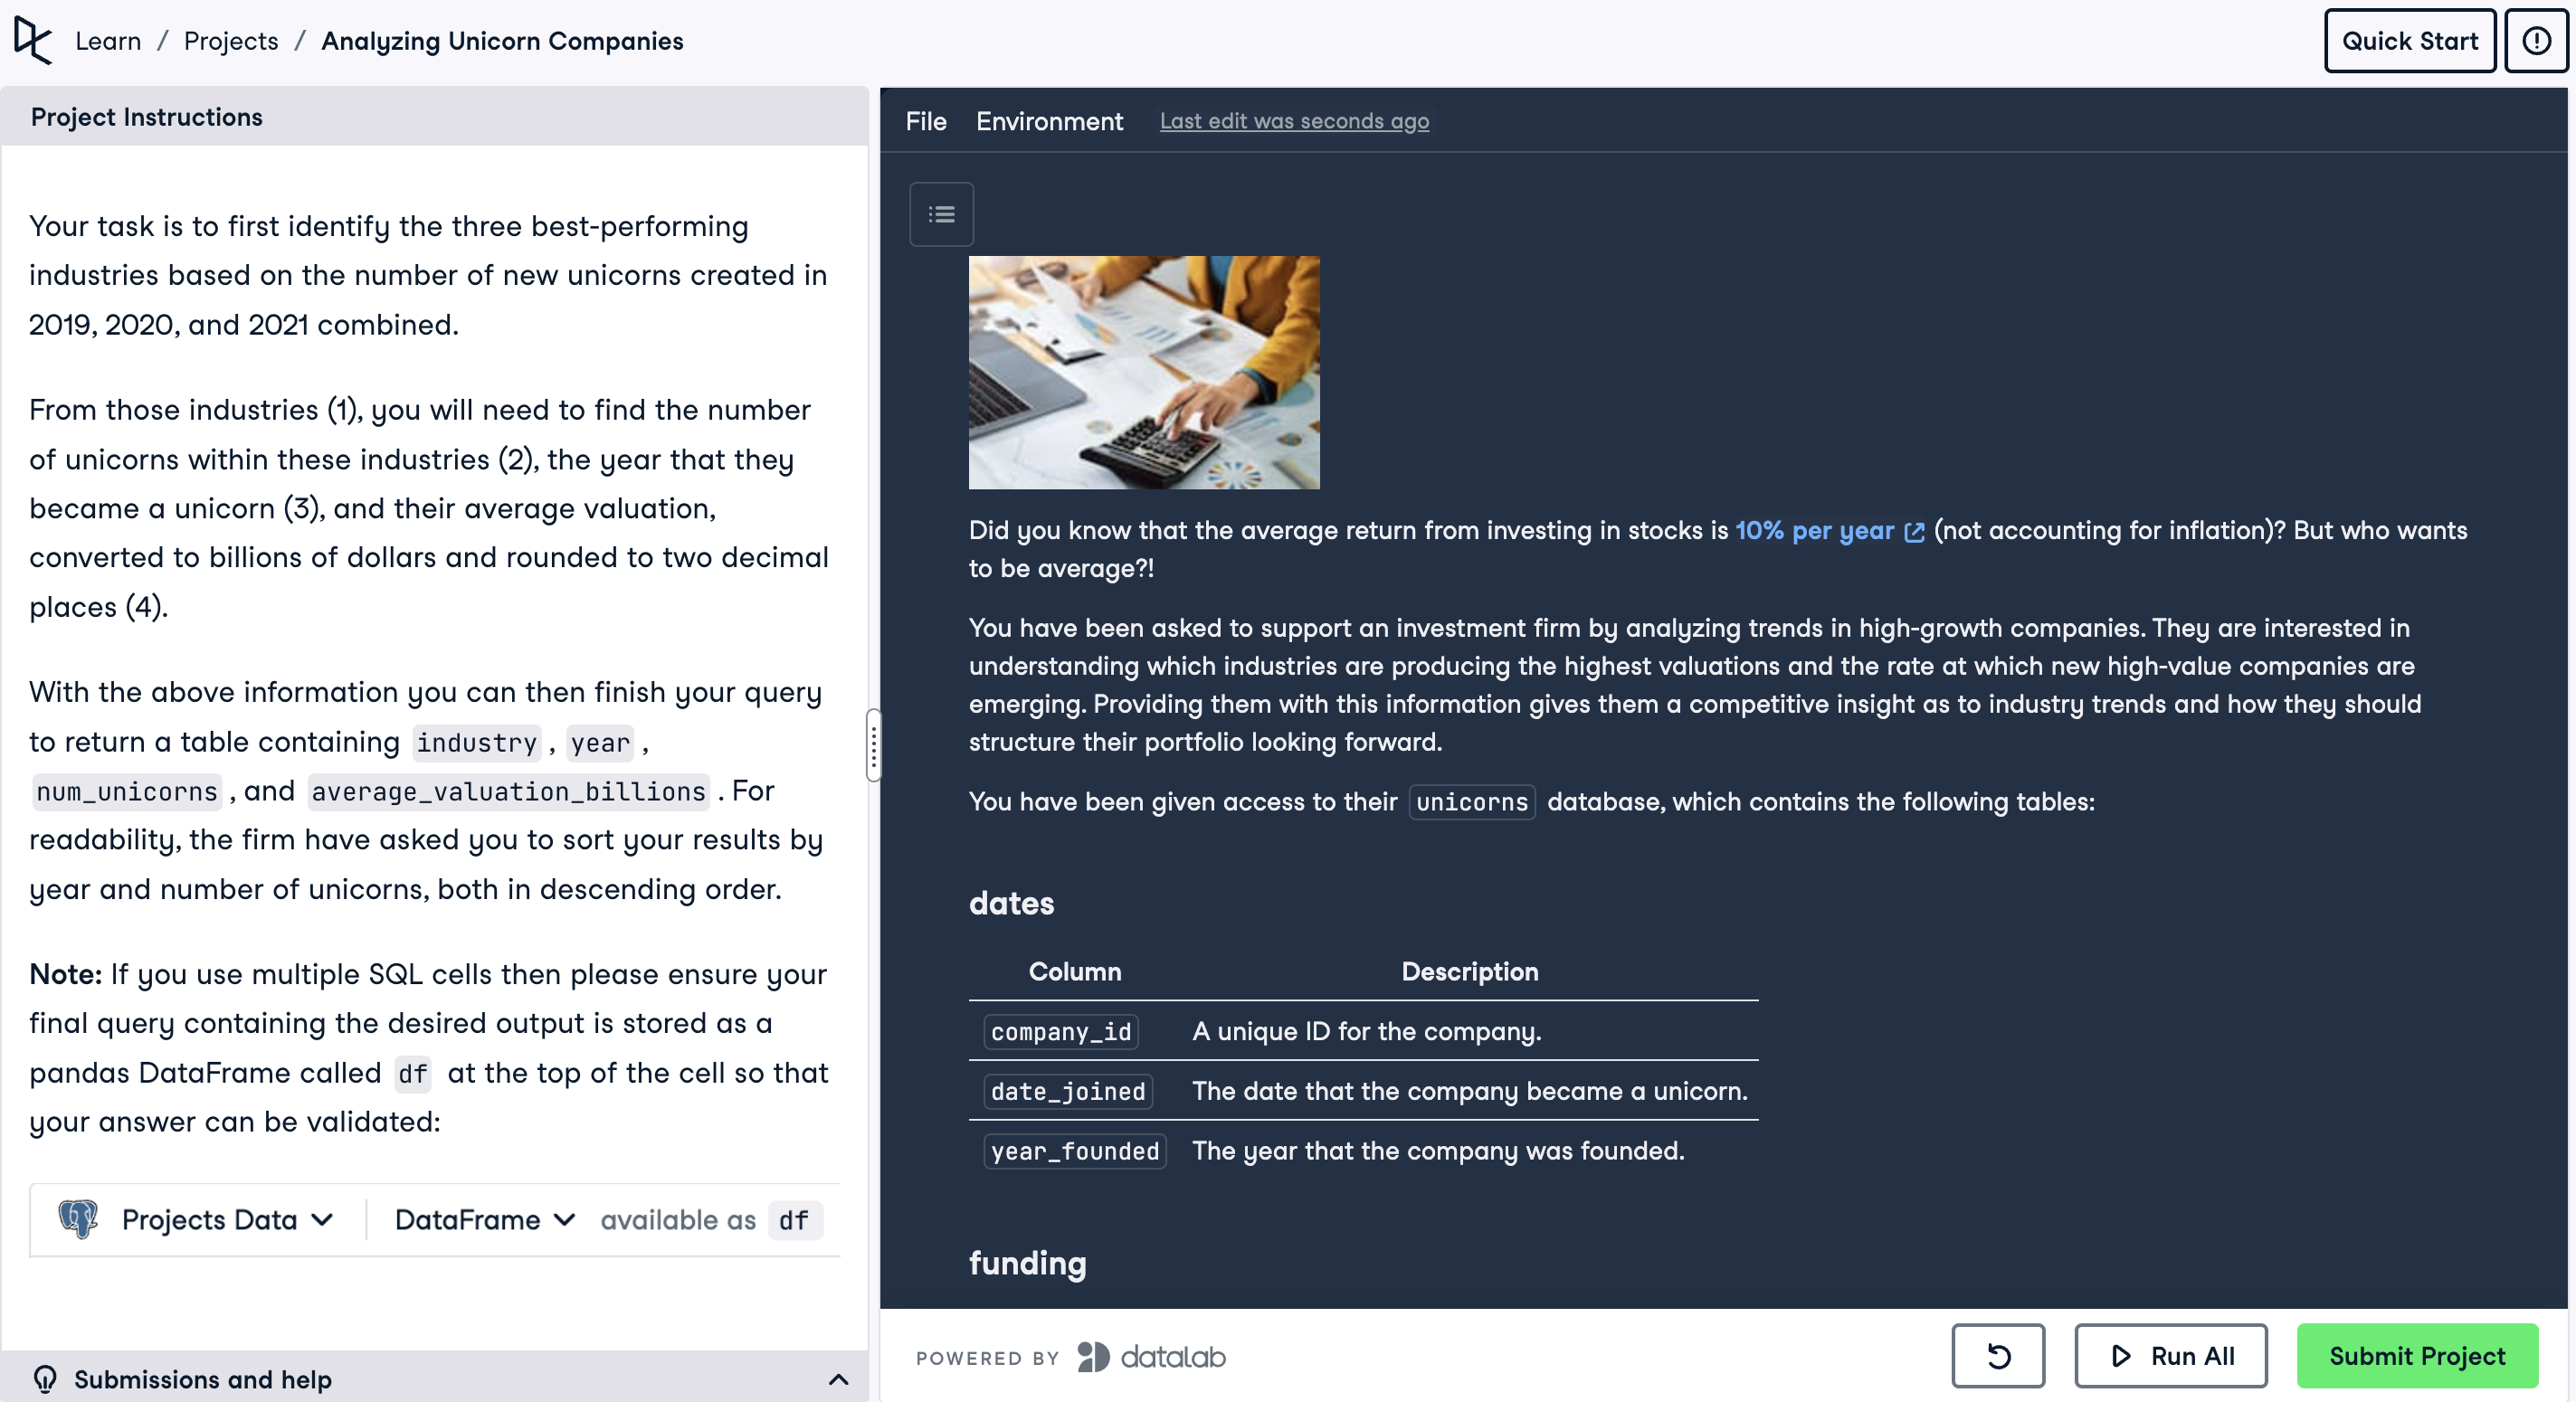 Learn / Projects / Analyzing Unicorn Companies
Quick Start
Project Instructions
Your task is to first identify the three best-performing
industries based on the number of new unicorns created in
2019, 2020, and 2021 combined.
From those industries (1), you will need to find the number
of unicorns within these industries (2), the year that they
became a unicorn (3), and their average valuation,
converted to billions of dollars and rounded to two decimal
places (4).
With the above information you can then finish your query
to return a table containing industry, year,
num_unicorns, and average_valuation_billions. For
readability, the firm have asked you to sort your results by
year and number of unicorns, both in descending order.
Note: If you use multiple SQL cells then please ensure your
final query containing the desired output is stored as a
pandas DataFrame called df at the top of the cell so that
your answer can be validated:
Projects Data DataFrame available as df
Submissions and help
File Environment Last edit was seconds ago
Did you know that the average return from investing in stocks is 10% per year (not accounting for inflation)? But who wants
to be average?!
You have been asked to support an investment firm by analyzing trends in high-growth companies. They are interested in
understanding which industries are producing the highest valuations and the rate at which new high-value companies are
emerging. Providing them with this information gives them a competitive insight as to industry trends and how they should
structure their portfolio looking forward.
You have been given access to their unicorns database, which contains the following tables:
dates
Column Description
company_id A unique ID for the company.
date_joined The date that the company became a unicorn.
year_founded The year that the company was founded.
funding
POWERED BY datalab
Run All
Submit Project